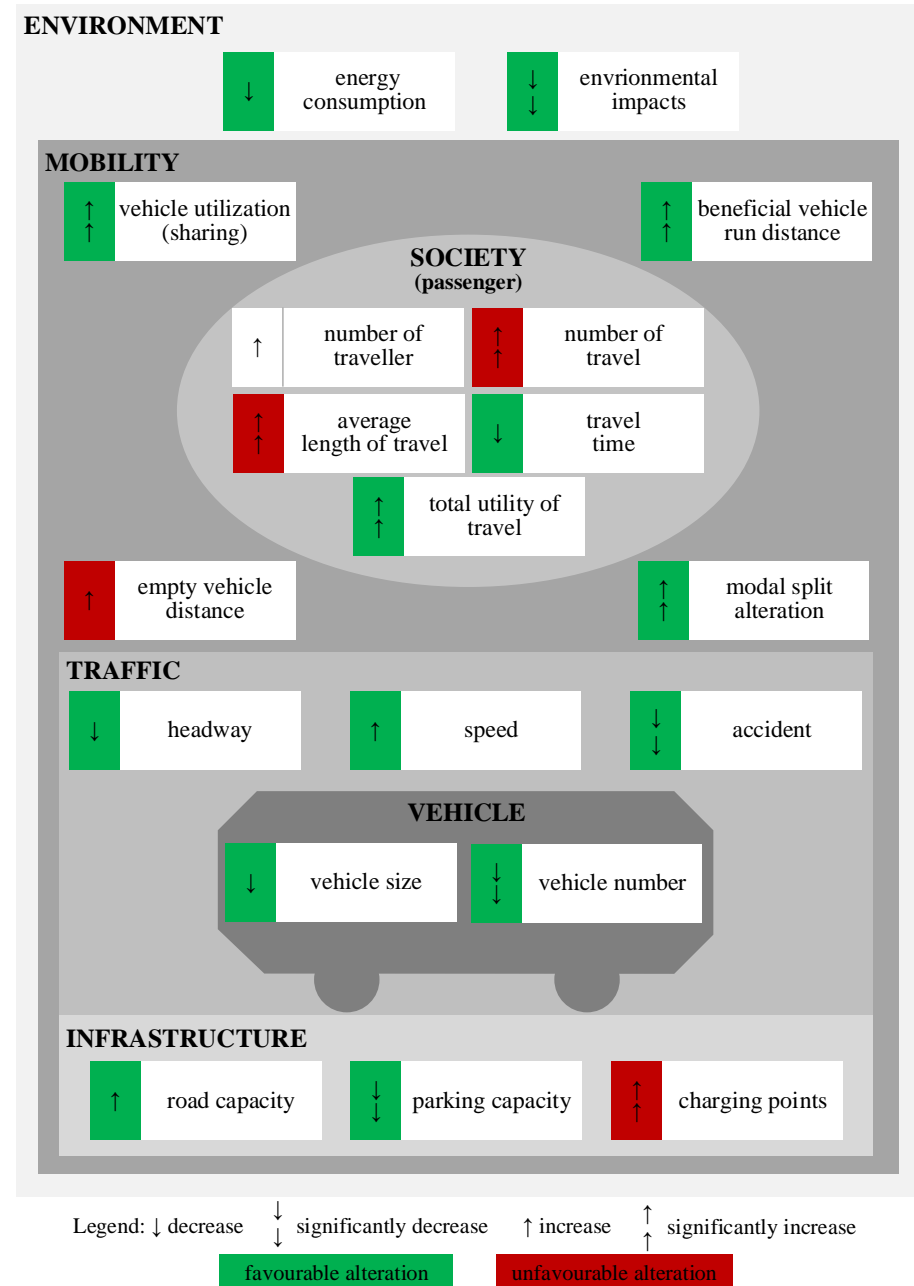 ENVIRONMENT
↓ energy
consumption
↓↓ envrionmental
impacts
MOBILITY
↑↑ vehicle utilization
(sharing)
↑↑ beneficial vehicle
run distance
SOCIETY
(passenger)
↑ number of
traveller
↑↑ number of
travel
↑↑ average
length of travel
↓ travel
time
↑↑ total utility of
travel
↑ empty vehicle
distance
↑↑ modal split
alteration
TRAFFIC
↓ headway
↑ speed
↓↓ accident
VEHICLE
↓ vehicle size
↓↓ vehicle number
INFRASTRUCTURE
↑ road capacity
↓↓ parking capacity
↑↑ charging points
Legend: ↓ decrease ↓↓ significantly decrease ↑ increase ↑↑ significantly increase
favourable alteration
unfavourable alteration